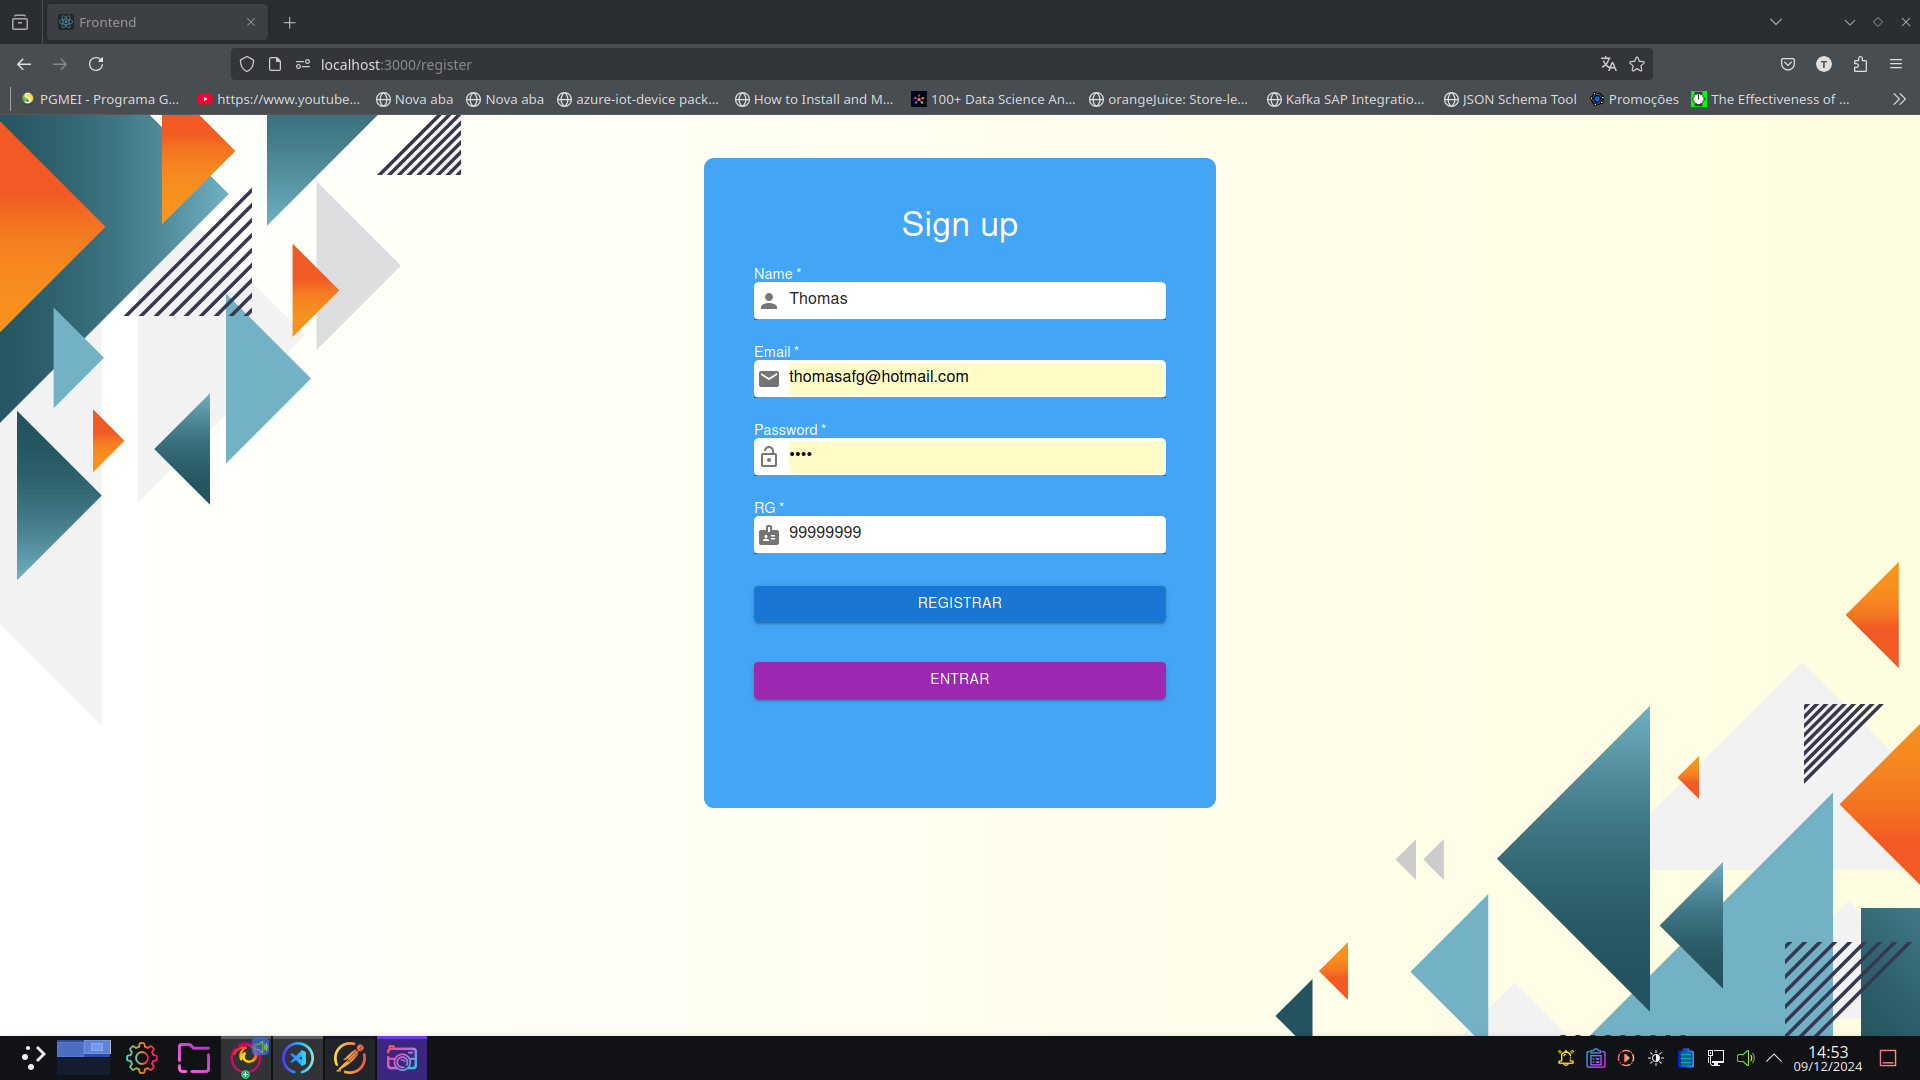 Frontend
localhost:3000/register
PGMEI - Programa G...
https://www.youtube...
Nova aba
Nova aba
azure-iot-device pack...
How to Install and M...
100+ Data Science An...
orangeJuice: Store-le...
Kafka SAP Integratio...
JSON Schema Tool
Promoções
The Effectiveness of ...
Sign up
Name *
Thomas
Email *
thomasafg@hotmail.com
Password *
••••
RG *
99999999
REGISTRAR
ENTRAR
14:53
09/12/2024